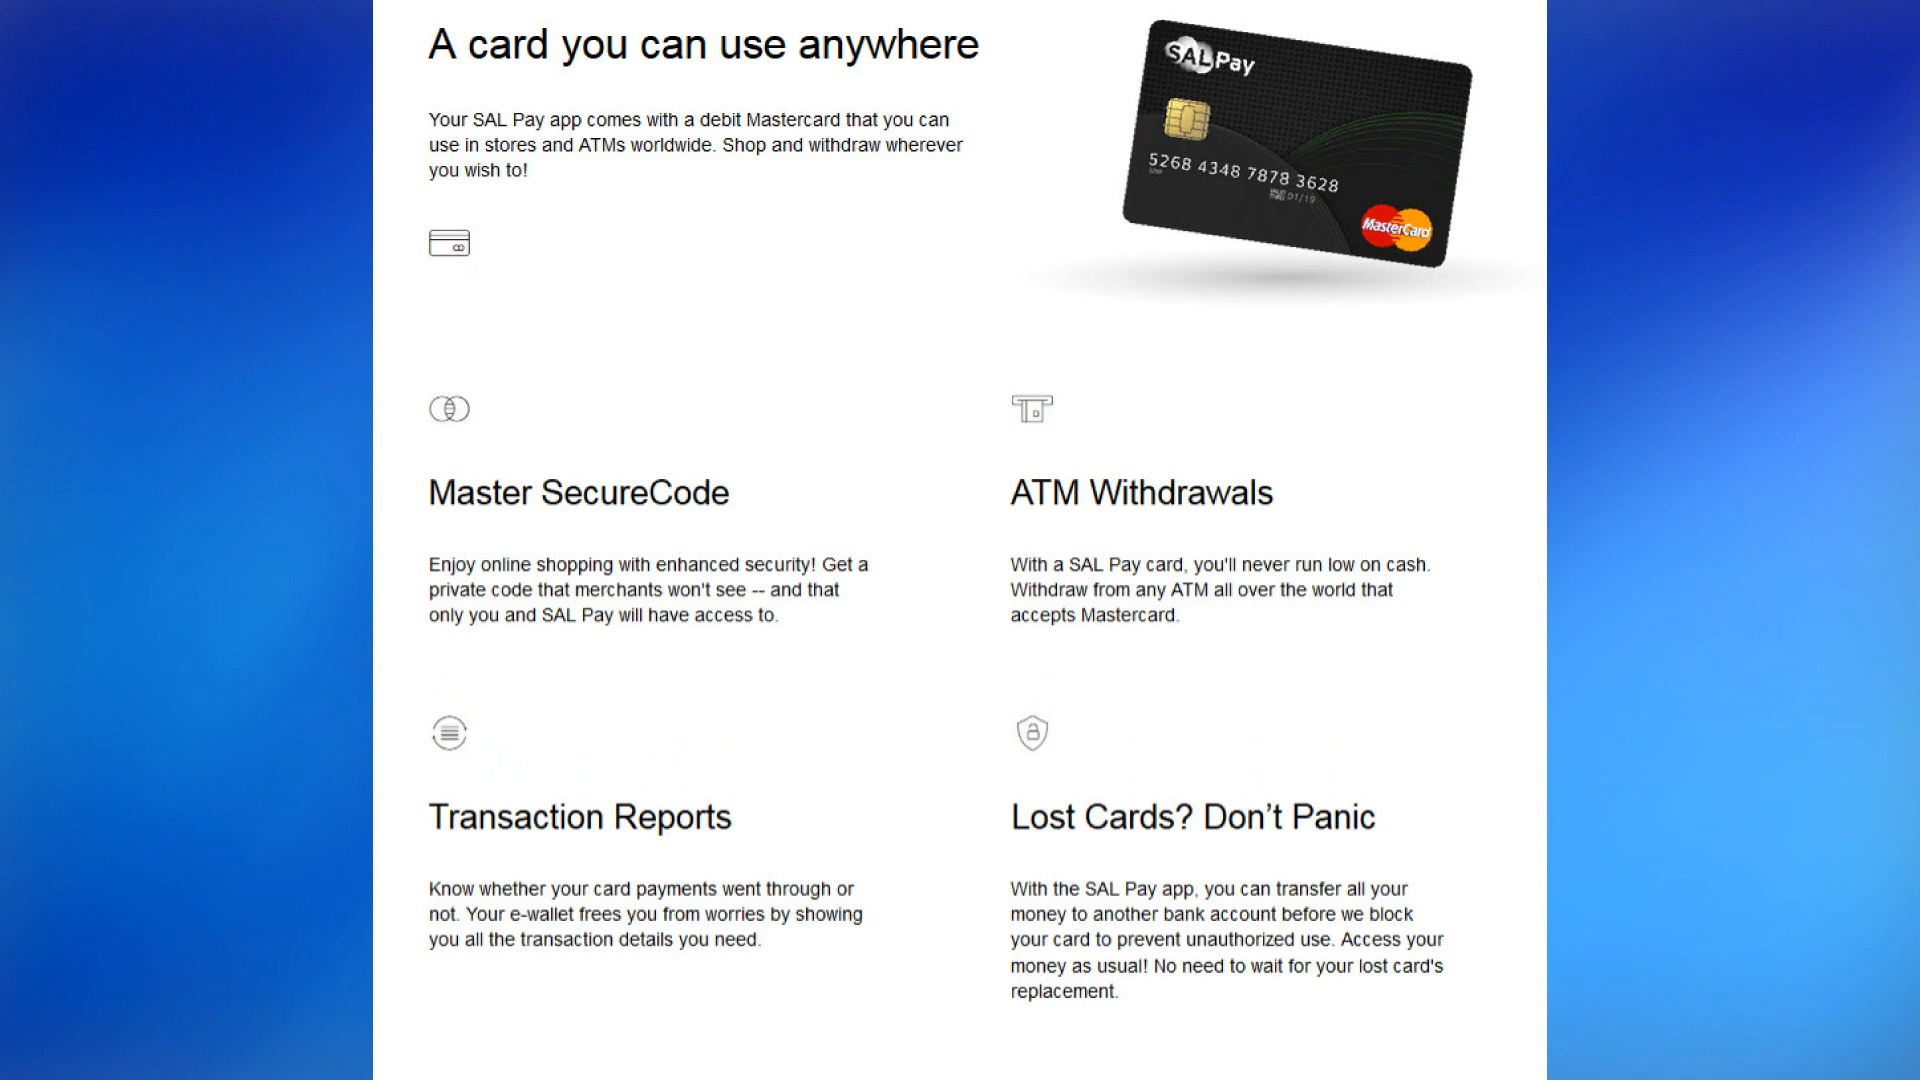 A card you can use anywhere
Your SAL Pay app comes with a debit Mastercard that you can
use in stores and ATMs worldwide. Shop and withdraw wherever
you wish to!
SAL Pay
5268 4348 7878 3628
01/19
MasterCard
Master SecureCode
Enjoy online shopping with enhanced security! Get a
private code that merchants won't see -- and that
only you and SAL Pay will have access to.
ATM Withdrawals
With a SAL Pay card, you'll never run low on cash.
Withdraw from any ATM all over the world that
accepts Mastercard.
Transaction Reports
Know whether your card payments went through or
not. Your e-wallet frees you from worries by showing
you all the transaction details you need.
Lost Cards? Don’t Panic
With the SAL Pay app, you can transfer all your
money to another bank account before we block
your card to prevent unauthorized use. Access your
money as usual! No need to wait for your lost card's
replacement.